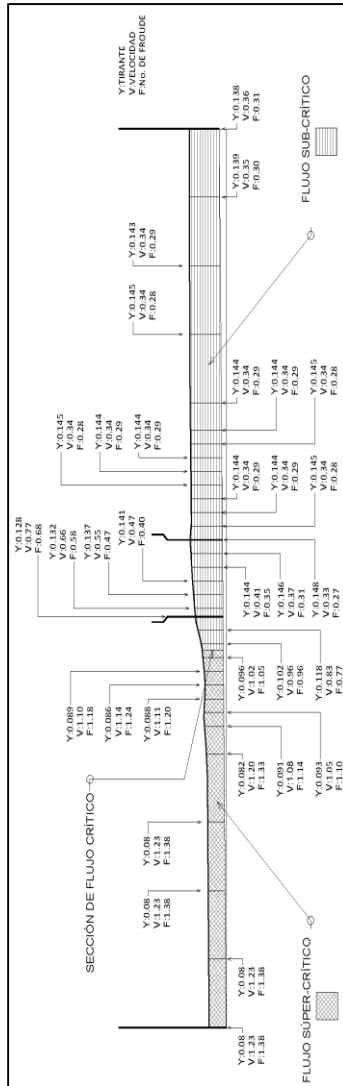 Y:TIRANTE
V:VELOCIDAD
F:No. DE FROUDE
SECCIÓN DE FLUJO CRÍTICO
Y:0.08
V:1.23
F:1.38
Y:0.08
V:1.23
F:1.38
Y:0.089
V:1.10
F:1.18
Y:0.086
V:1.14
F:1.24
Y:0.088
V:1.11
F:1.20
Y:0.128
V:0.77
F:0.68
Y:0.132
V:0.66
F:0.58
Y:0.137
V:0.55
F:0.47
Y:0.141
V:0.47
F:0.40
Y:0.145
V:0.34
F:0.28
Y:0.144
V:0.34
F:0.29
Y:0.144
V:0.34
F:0.29
Y:0.145
V:0.34
F:0.28
Y:0.143
V:0.34
F:0.29
Y:0.08
V:1.23
F:1.38
Y:0.08
V:1.23
F:1.38
Y:0.082
V:1.20
F:1.33
Y:0.091
V:1.08
F:1.14
Y:0.093
V:1.05
F:1.10
Y:0.096
V:1.02
F:1.05
Y:0.102
V:0.96
F:0.96
Y:0.118
V:0.83
F:0.77
Y:0.144
V:0.41
F:0.35
Y:0.146
V:0.37
F:0.31
Y:0.148
V:0.33
F:0.27
Y:0.144
V:0.34
F:0.29
Y:0.144
V:0.34
F:0.29
Y:0.145
V:0.34
F:0.28
Y:0.144
V:0.34
F:0.29
Y:0.144
V:0.34
F:0.29
Y:0.145
V:0.34
F:0.28
Y:0.139
V:0.35
F:0.30
Y:0.138
V:0.36
F:0.31
FLUJO SÚPER-CRÍTICO
FLUJO SUB-CRÍTICO